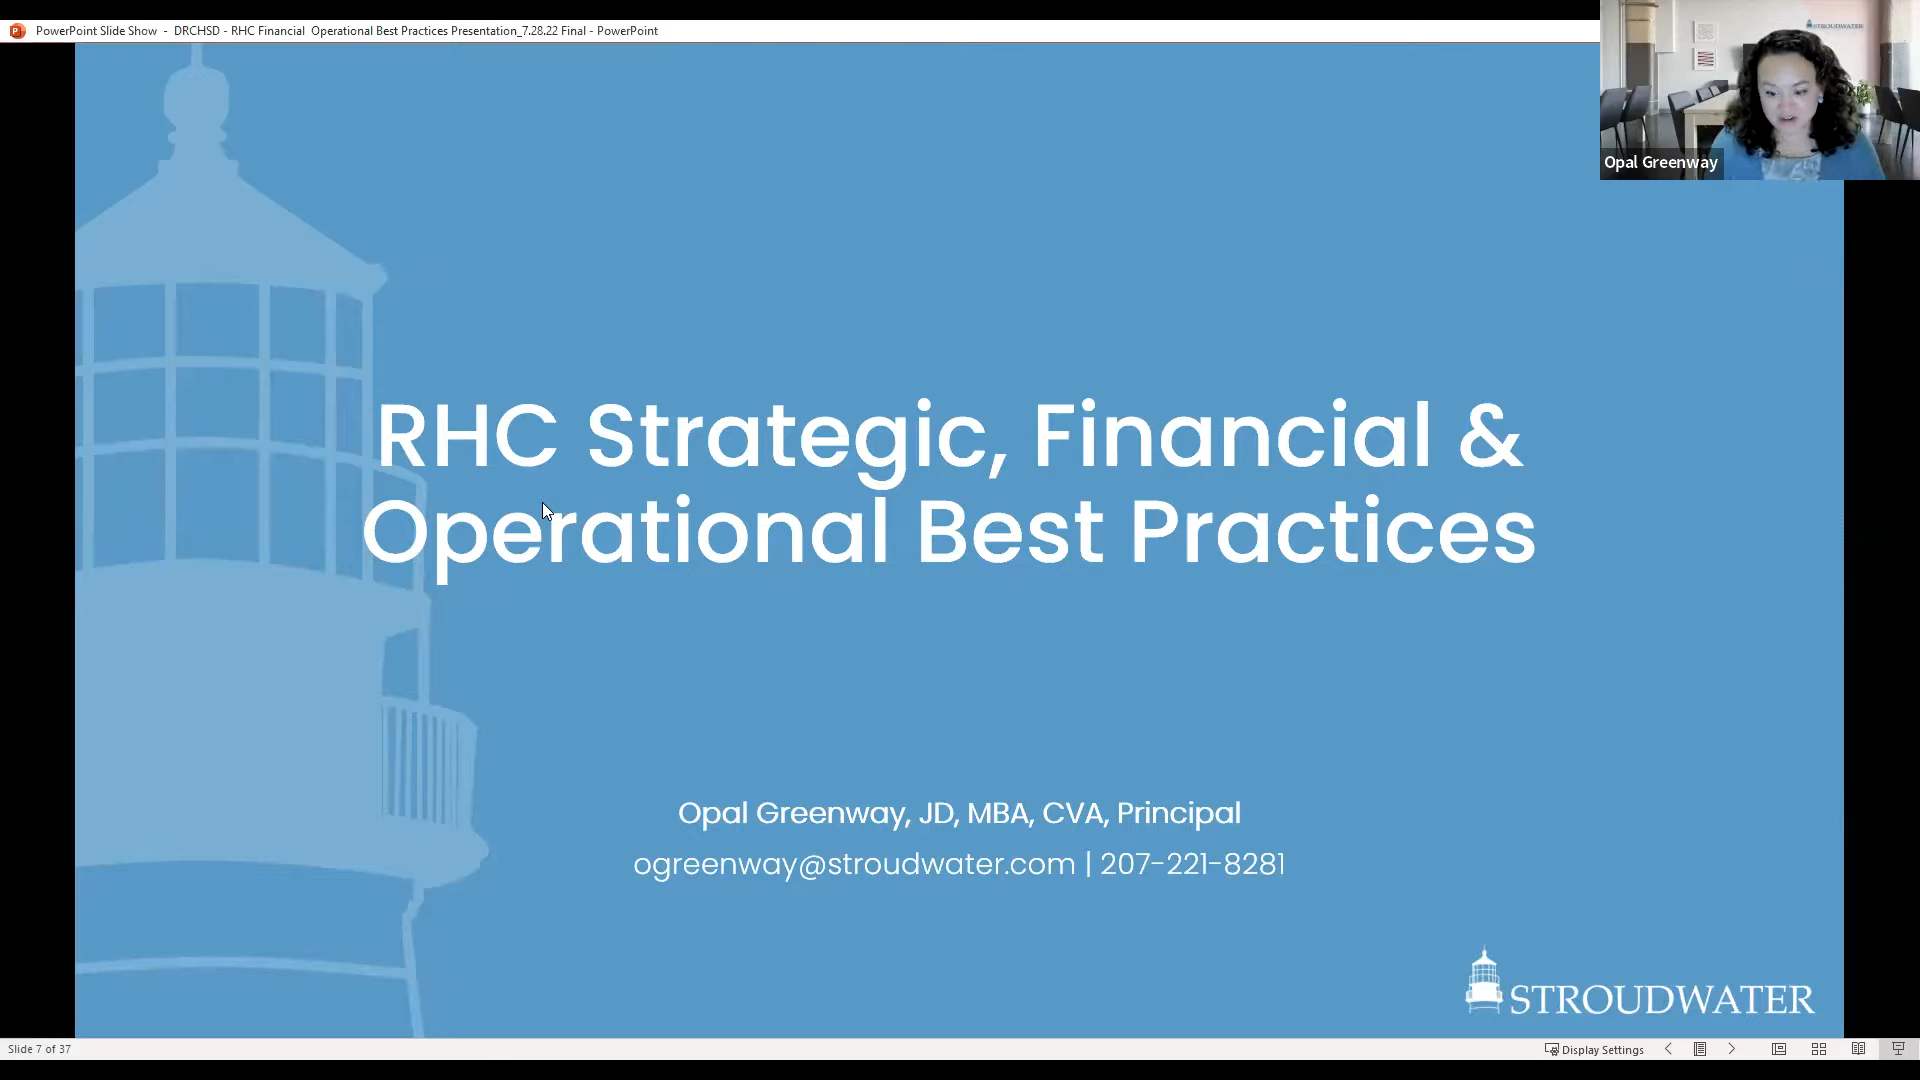 PowerPoint Slide Show - DRCHSD - RHC Financial Operational Best Practices Presentation_7.28.22 Final - PowerPoint
STROUDWATER
Opal Greenway
RHC Strategic, Financial &
Operational Best Practices
Opal Greenway, JD, MBA, CVA, Principal
ogreenway@stroudwater.com | 207-221-8281
STROUDWATER
Slide 7 of 37
Display Settings